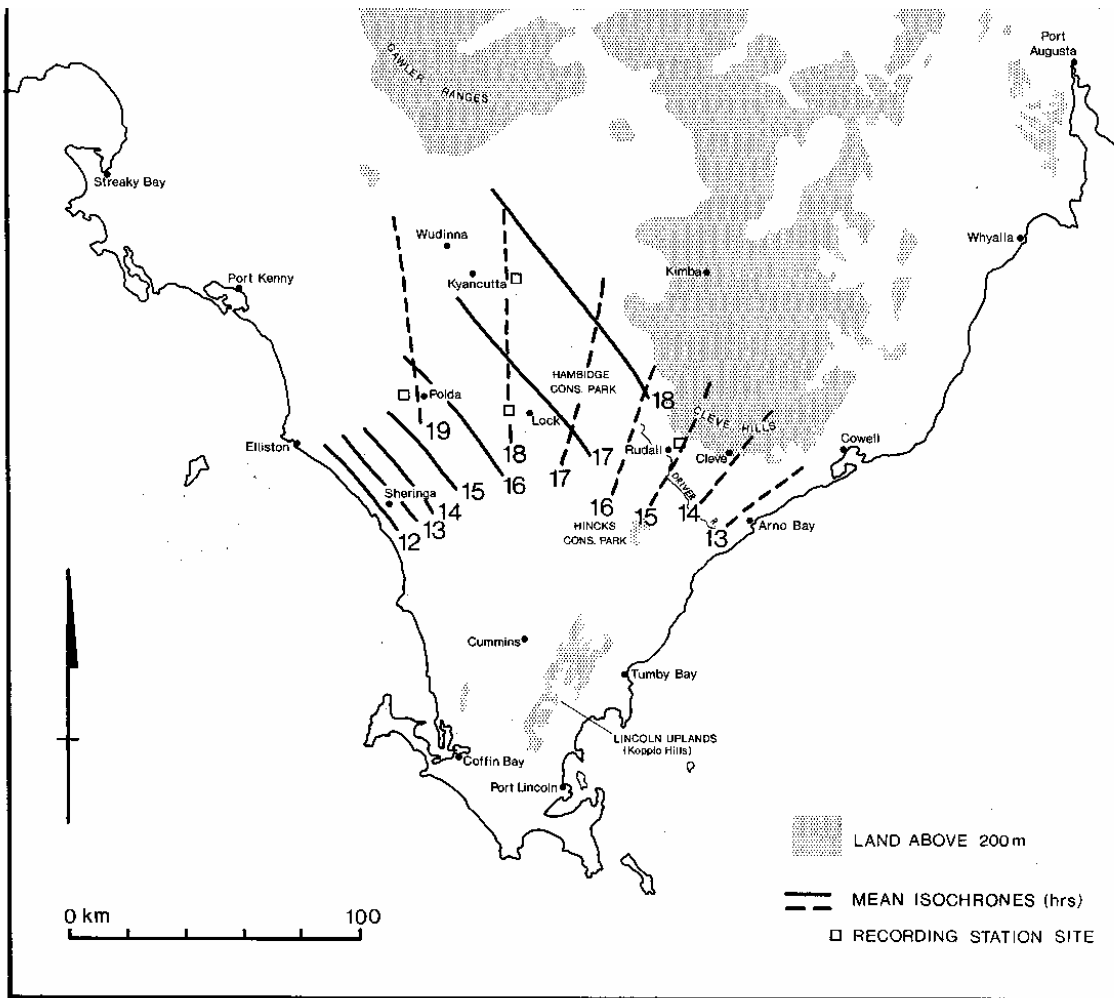 Port
Augusta
GAWLER
RANGES
Streaky Bay
Whyalla
Wudinna
Kyancutta
Kimba
Port Kenny
HAMBIDGE
CONS. PARK
Polda
19
18
Lock
18
CLEVE HILLS
Elliston
Rudall
Cleve
Cowell
17
17
16
15
Sheringa
14
13
12
16
15
14
13
DRIVER R.
HINCKS
CONS. PARK
Arno Bay
Cummins
Tumby Bay
LINCOLN UPLANDS
(Koppio Hills)
Coffin Bay
Port Lincoln
LAND ABOVE 200m
MEAN ISOCHRONES (hrs)
RECORDING STATION SITE
0 km 100